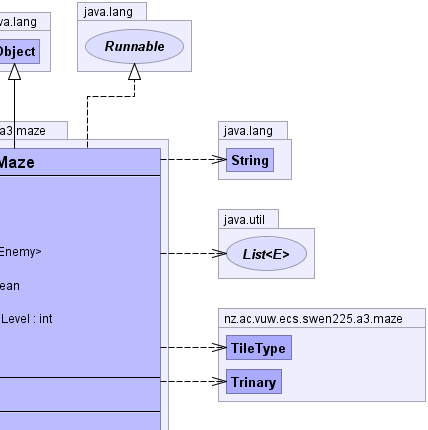 java.lang
Object
java.lang
Runnable
a3.maze
Maze
Enemy>
ean
Level : int
java.lang
String
java.util
List<E>
nz.ac.vuw.ecs.swen225.a3.maze
TileType
Trinary